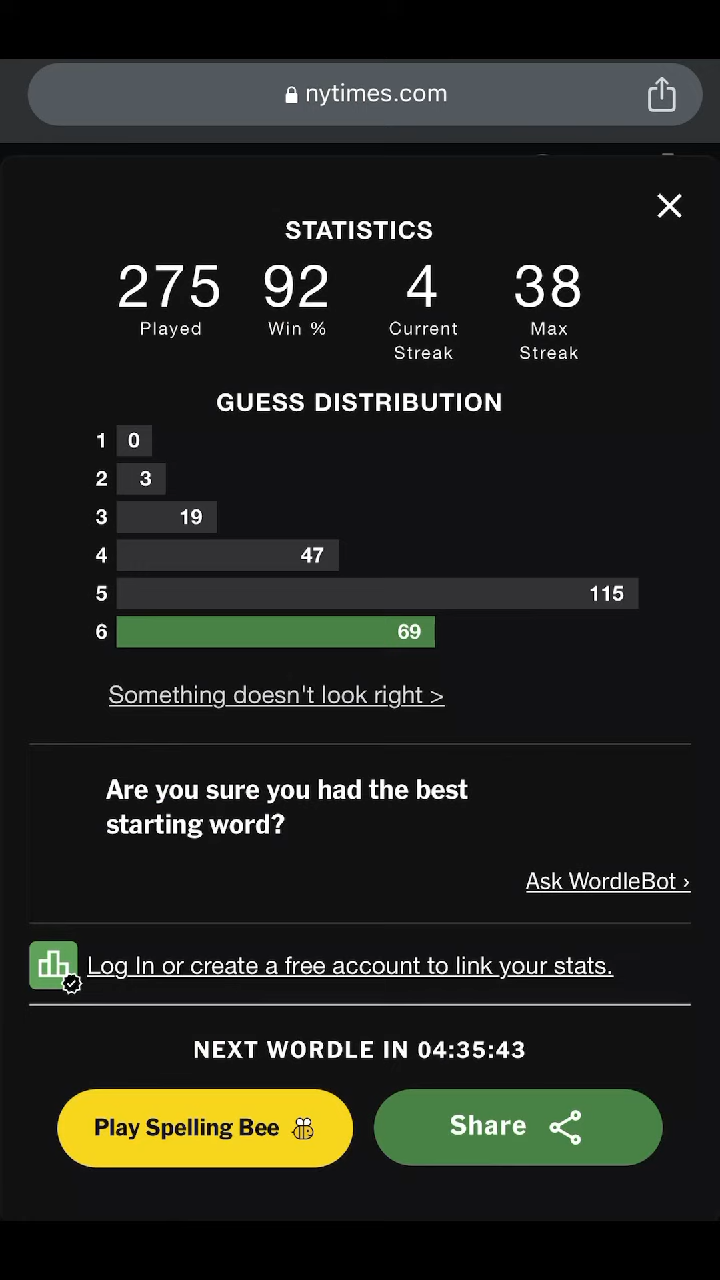 nytimes.com
STATISTICS
275 92 4 38
Played Win % Current Streak Max Streak
GUESS DISTRIBUTION
1 0
2 3
3 19
4 47
5 115
6 69
Something doesn't look right >
Are you sure you had the best
starting word?
Ask WordleBot ›
Log In or create a free account to link your stats.
NEXT WORDLE IN 04:35:43
Play Spelling Bee
Share